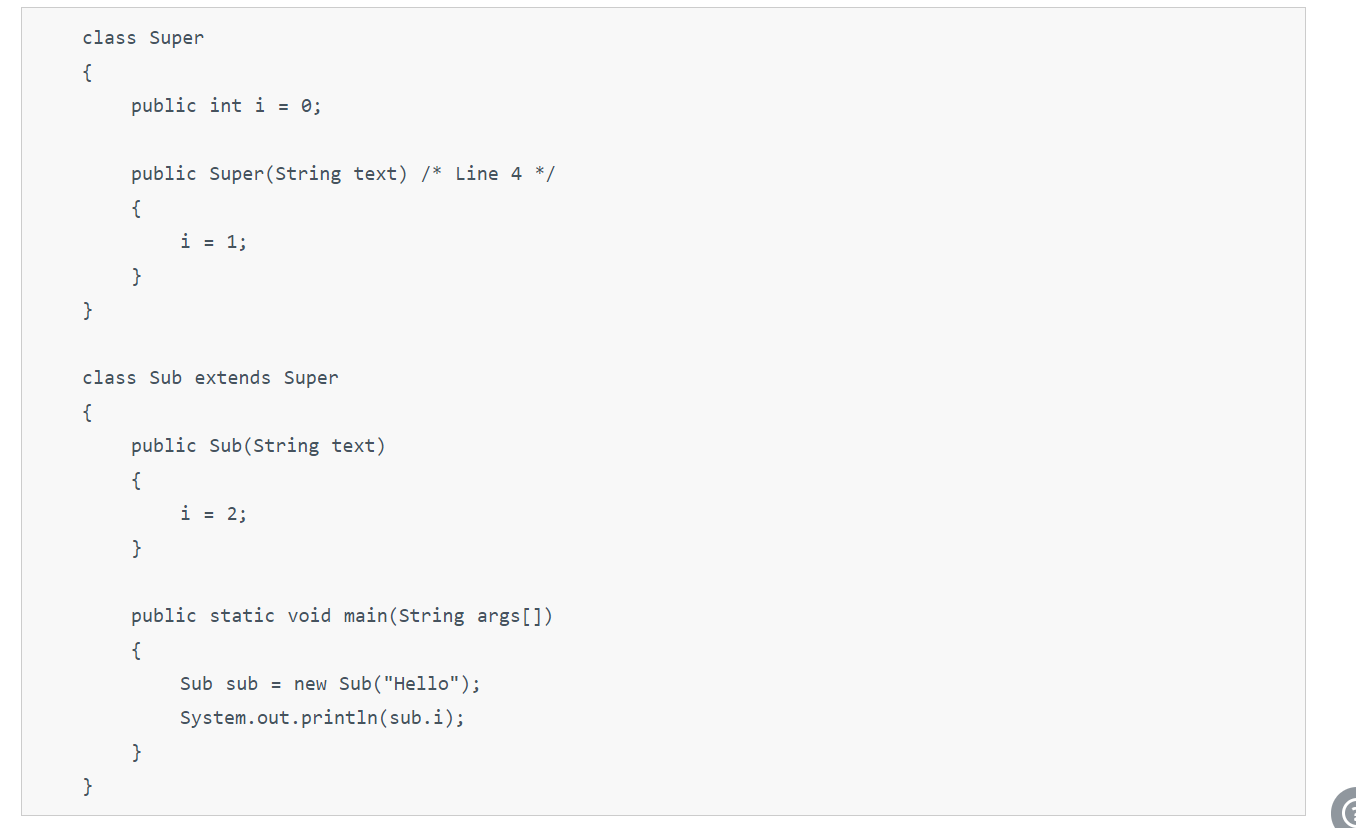 class Super
{
public int i = 0;
public Super(String text) /* Line 4 */
{
i = 1;
}
}
class Sub extends Super
{
public Sub(String text)
{
i = 2;
}
public static void main(String args[])
{
Sub sub = new Sub("Hello");
System.out.println(sub.i);
}
}